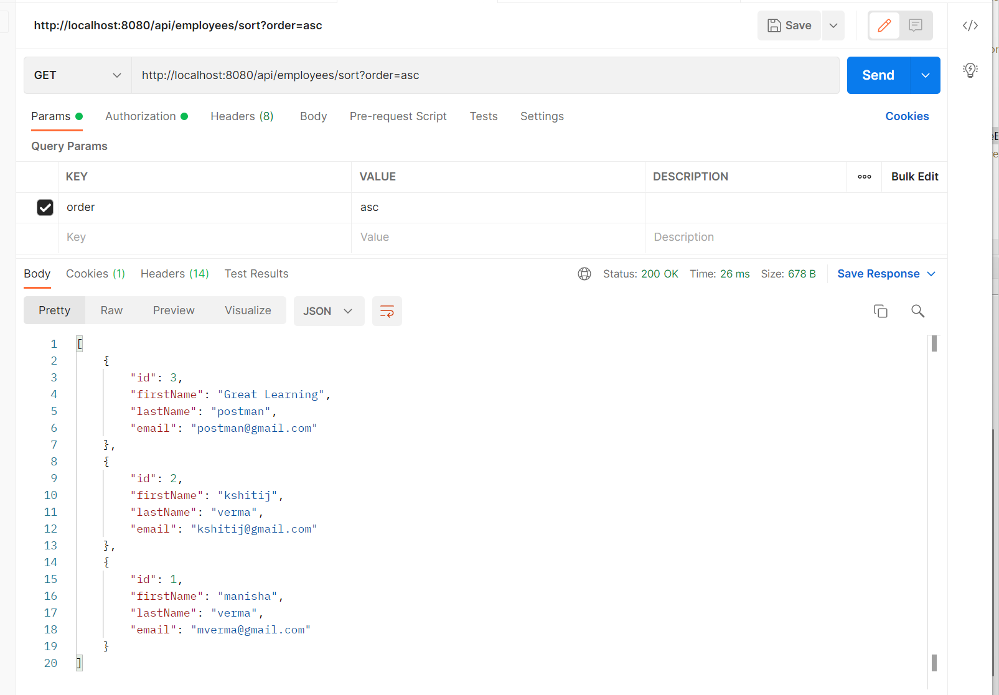 http://localhost:8080/api/employees/sort?order=asc Save
GET http://localhost:8080/api/employees/sort?order=asc Send
Params Authorization Headers (8) Body Pre-request Script Tests Settings Cookies
Query Params
KEY VALUE DESCRIPTION Bulk Edit
order asc
Key Value Description
Body Cookies (1) Headers (14) Test Results Status: 200 OK Time: 26 ms Size: 678 B Save Response
Pretty Raw Preview Visualize JSON
1 [
2 {
3 "id": 3,
4 "firstName": "Great Learning",
5 "lastName": "postman",
6 "email": "postman@gmail.com"
7 },
8 {
9 "id": 2,
10 "firstName": "kshitij",
11 "lastName": "verma",
12 "email": "kshitij@gmail.com"
13 },
14 {
15 "id": 1,
16 "firstName": "manisha",
17 "lastName": "verma",
18 "email": "mverma@gmail.com"
19 }
20 ]